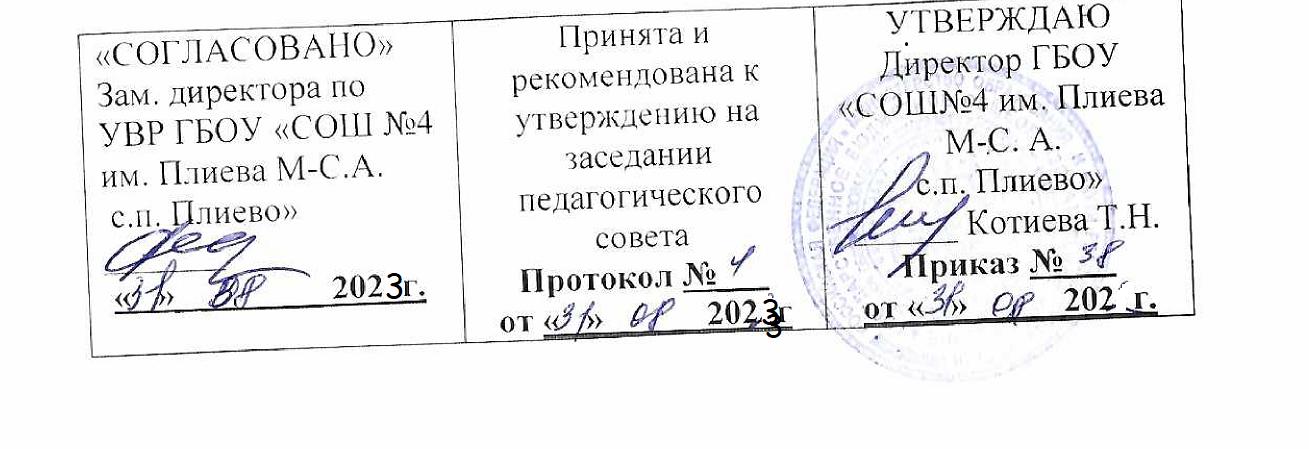 «СОГЛАСОВАНО»
Зам. директора по
УВР ГБОУ «СОШ №4
им. Плиева М-С.А.
с.п. Плиево»
«31» 08 2023г.
Принята и
рекомендована к
утверждению на
заседании
педагогического
совета
Протокол № 1
от «31» 08 2023г
3
УТВЕРЖДАЮ
Директор ГБОУ
«СОШ№4 им. Плиева
М-С. А.
с.п. Плиево»
Котиева Т.Н.
Приказ № 38
от «31» 08 202 г.